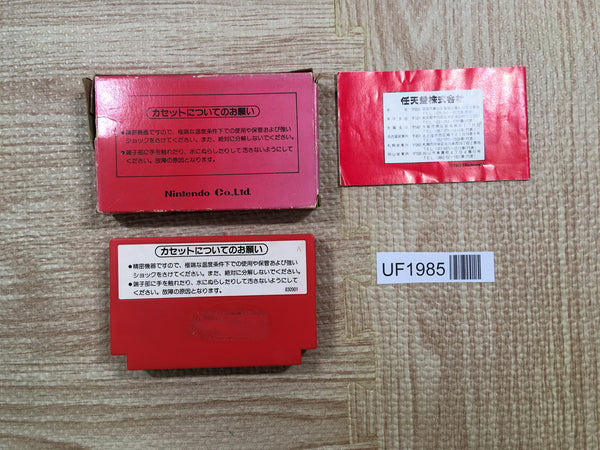 カセットについてのお願い
●精密機器ですので、極端な温度条件下での使用や保管および強い
ショックをさけてください。また、絶対に分解しないでください。
●端子部に手を触れたり、水にぬらしたりして汚さないようにして
ください。故障の原因となります。
Nintendo Co.,Ltd.
任天堂株式会社
UF1985
カセットについてのお願い
A
●精密機器ですので、極端な温度条件下での使用や保管および強い
ショックをさけてください。また、絶対に分解しないでください。
●端子部に手を触れたり、水にぬらしたりして汚さないようにして
ください。故障の原因となります。
830901